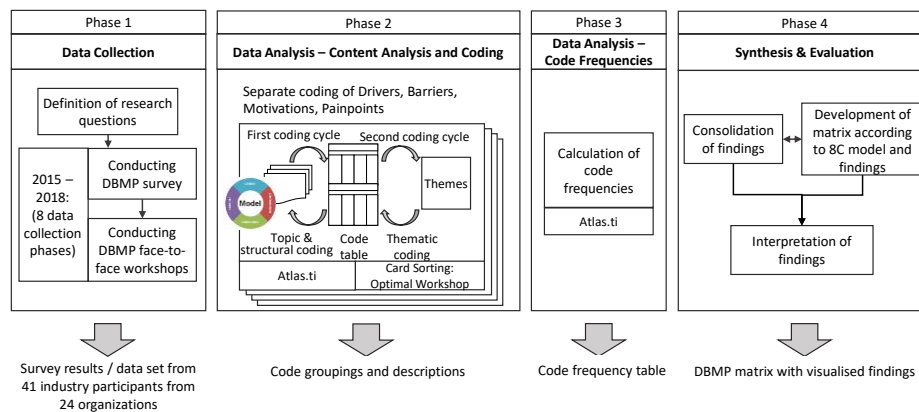 Phase 1
Data Collection
Definition of research
questions
2015 –
2018:
(8 data
collection
phases)
Conducting
DBMP survey
Conducting
DBMP face-to-
face workshops
Survey results / data set from
41 industry participants from
24 organizations
Phase 2
Data Analysis – Content Analysis and Coding
Separate coding of Drivers, Barriers,
Motivations, Painpoints
First coding cycle
Second coding cycle
Model
Themes
Topic &
structural coding
Code
table
Thematic
coding
Atlas.ti
Card Sorting:
Optimal Workshop
Code groupings and descriptions
Phase 3
Data Analysis –
Code Frequencies
Calculation of
code
frequencies
Atlas.ti
Code frequency table
Phase 4
Synthesis & Evaluation
Consolidation
of findings
Development of
matrix according
to 8C model and
findings
Interpretation of
findings
DBMP matrix with visualised findings